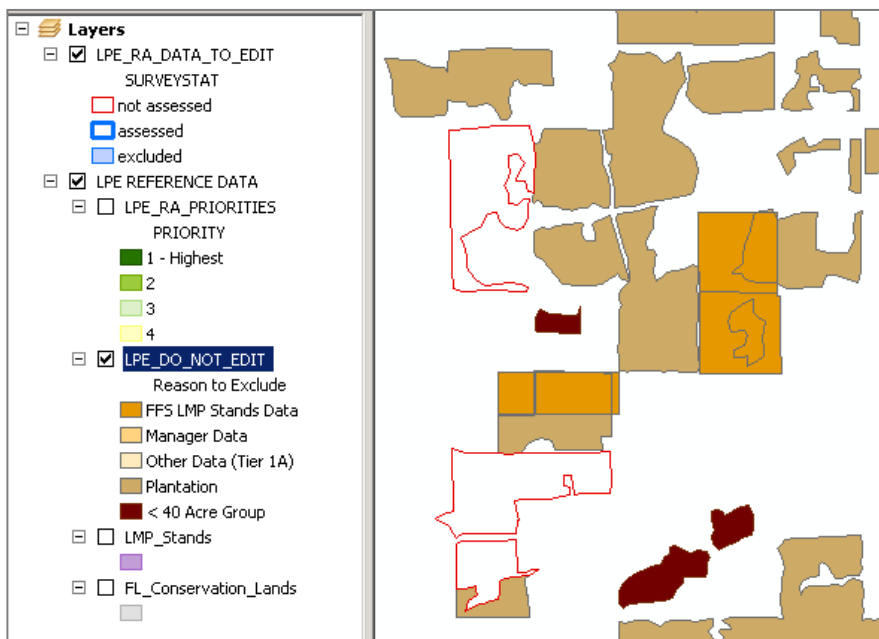 Layers
LPE_RA_DATA_TO_EDIT
SURVEYSTAT
not assessed
assessed
excluded
LPE REFERENCE DATA
LPE_RA_PRIORITIES
PRIORITY
1 - Highest
2
3
4
LPE_DO_NOT_EDIT
Reason to Exclude
FFS LMP Stands Data
Manager Data
Other Data (Tier 1A)
Plantation
< 40 Acre Group
LMP_Stands
FL_Conservation_Lands